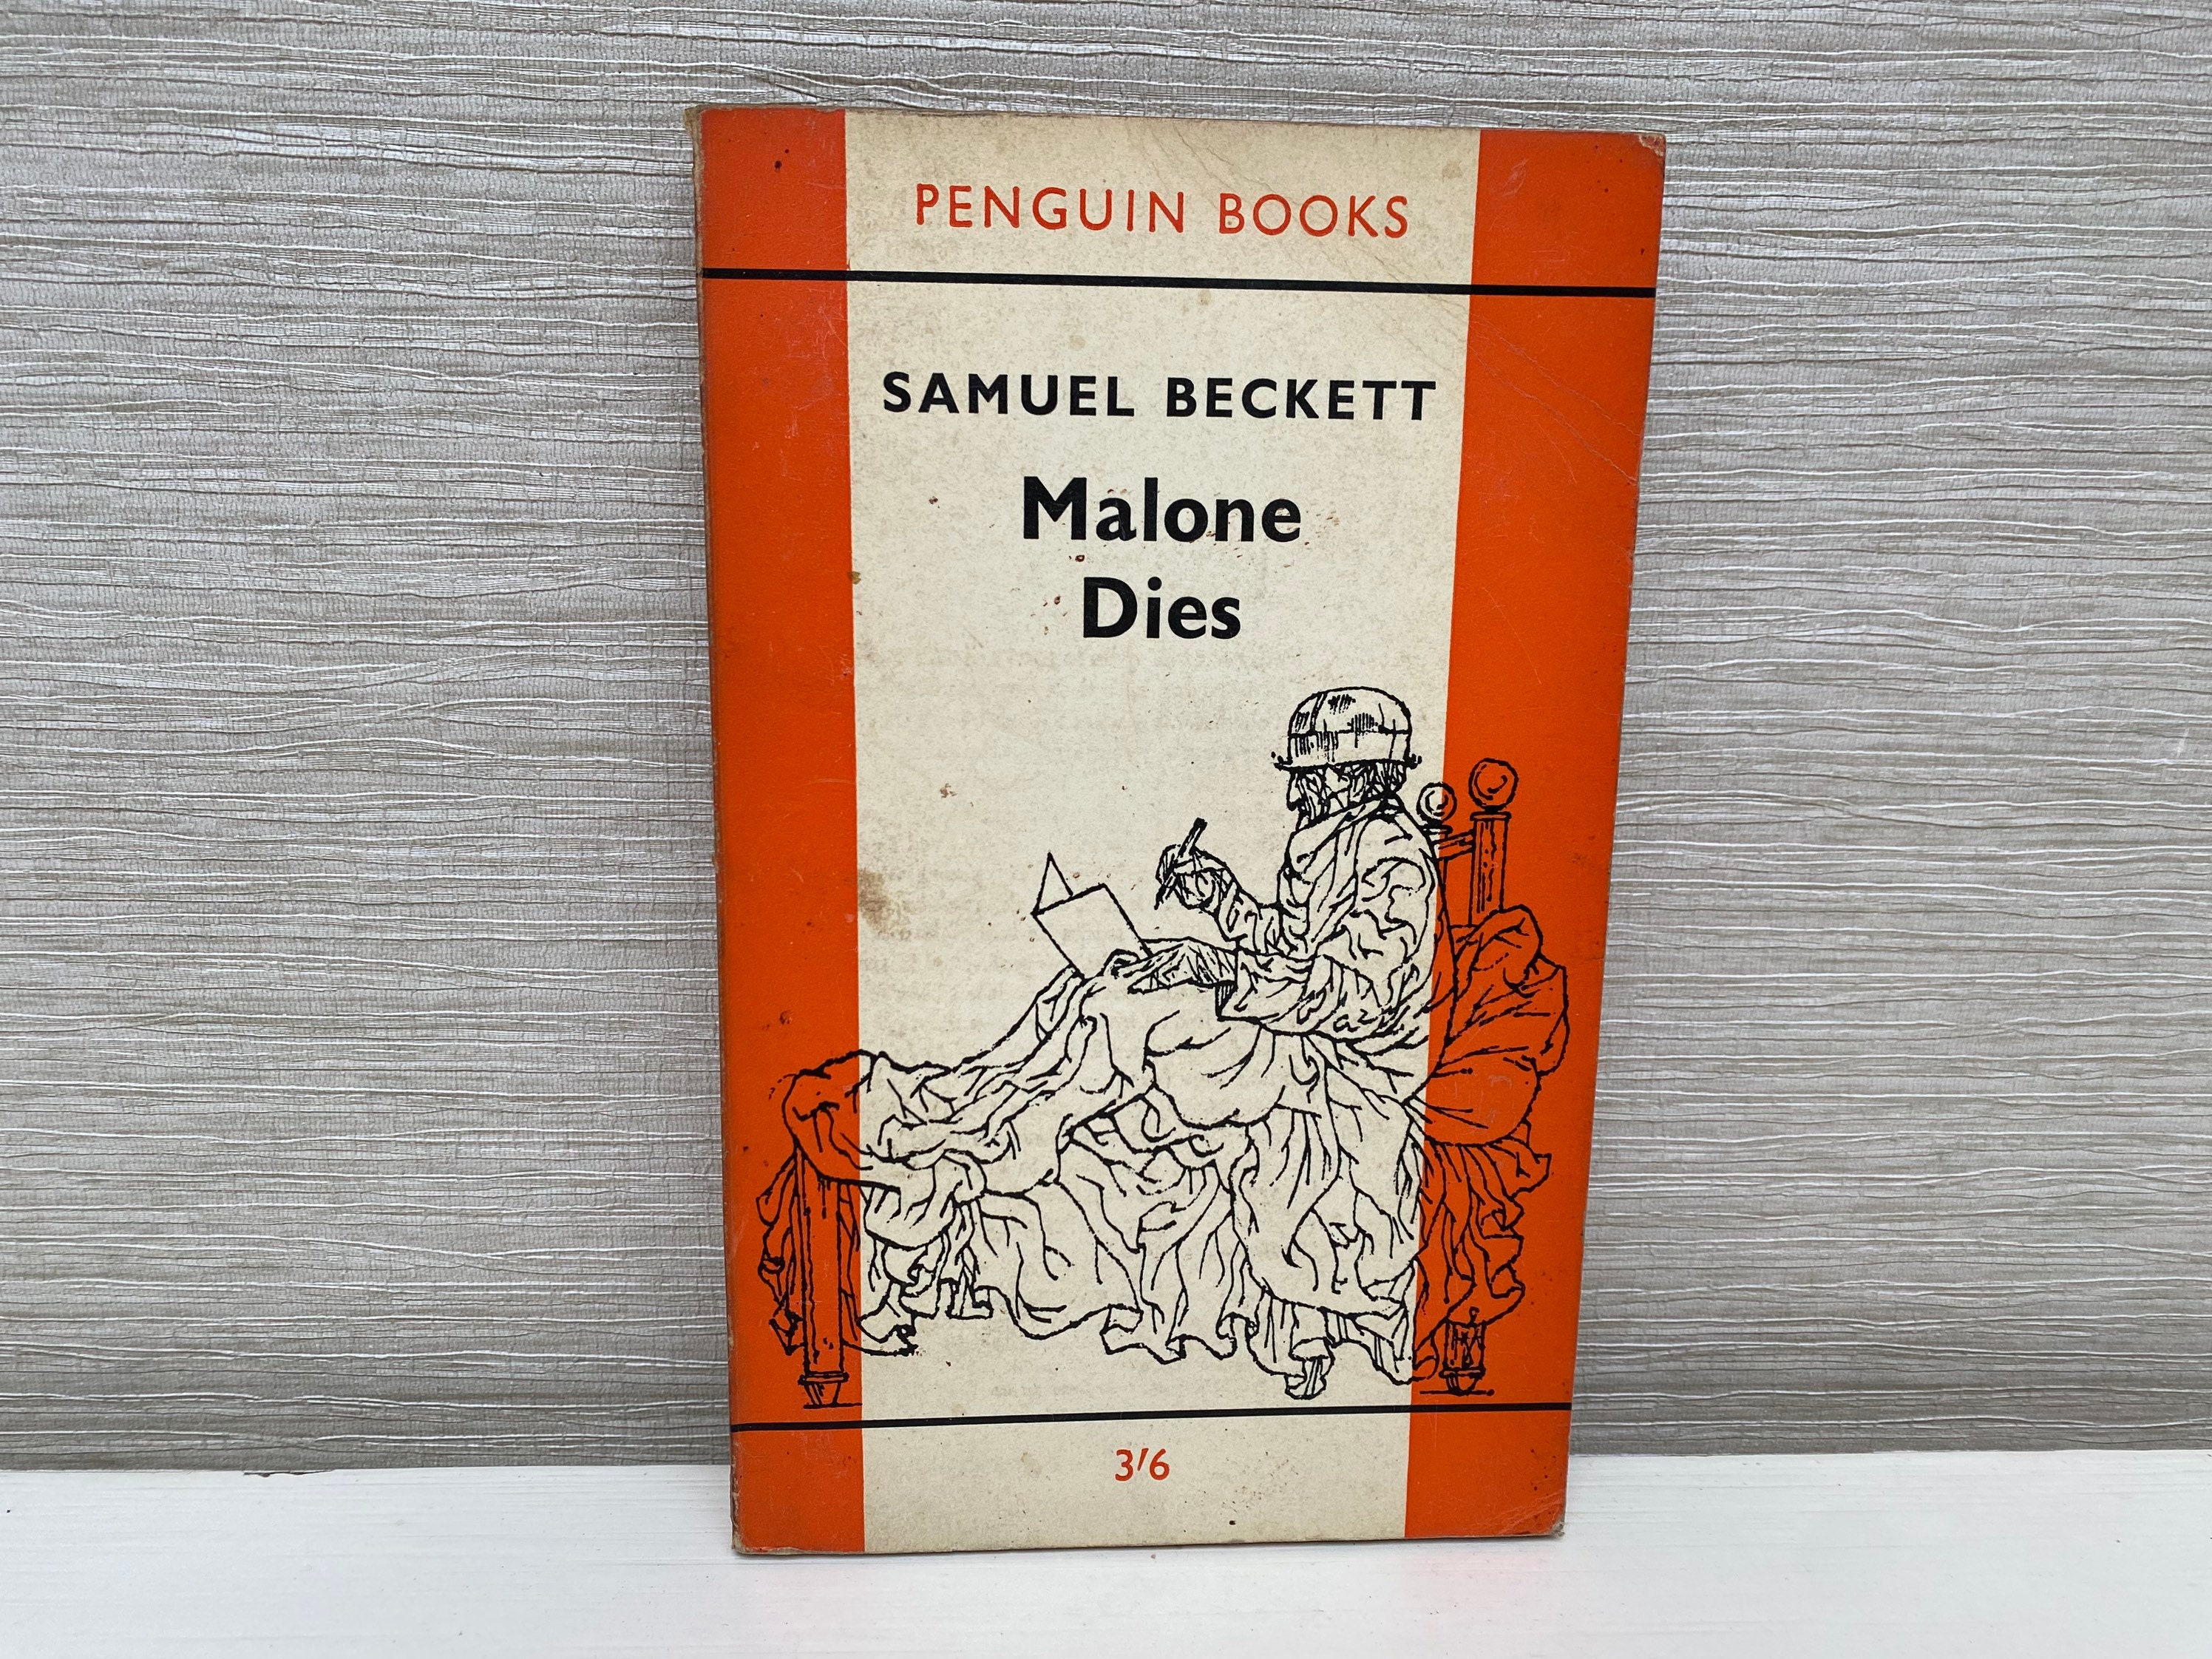 PENGUIN BOOKS
SAMUEL BECKETT
Malone
Dies
3'6